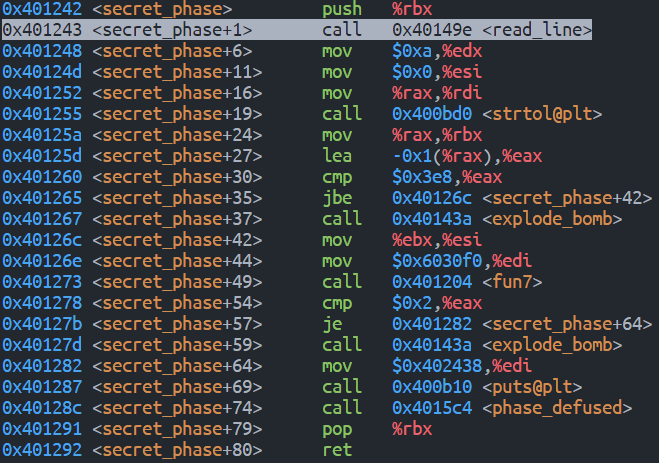 0x401242 <secret_phase> push %rbx
0x401243 <secret_phase+1> call 0x40149e <read_line>
0x401248 <secret_phase+6> mov $0xa,%edx
0x40124d <secret_phase+11> mov $0x0,%esi
0x401252 <secret_phase+16> mov %rax,%rdi
0x401255 <secret_phase+19> call 0x400bd0 <strtol@plt>
0x40125a <secret_phase+24> mov %rax,%rbx
0x40125d <secret_phase+27> lea -0x1(%rax),%eax
0x401260 <secret_phase+30> cmp $0x3e8,%eax
0x401265 <secret_phase+35> jbe 0x40126c <secret_phase+42>
0x401267 <secret_phase+37> call 0x40143a <explode_bomb>
0x40126c <secret_phase+42> mov %ebx,%esi
0x40126e <secret_phase+44> mov $0x6030f0,%edi
0x401273 <secret_phase+49> call 0x401204 <fun7>
0x401278 <secret_phase+54> cmp $0x2,%eax
0x40127b <secret_phase+57> je 0x401282 <secret_phase+64>
0x40127d <secret_phase+59> call 0x40143a <explode_bomb>
0x401282 <secret_phase+64> mov $0x402438,%edi
0x401287 <secret_phase+69> call 0x400b10 <puts@plt>
0x40128c <secret_phase+74> call 0x4015c4 <phase_defused>
0x401291 <secret_phase+79> pop %rbx
0x401292 <secret_phase+80> ret